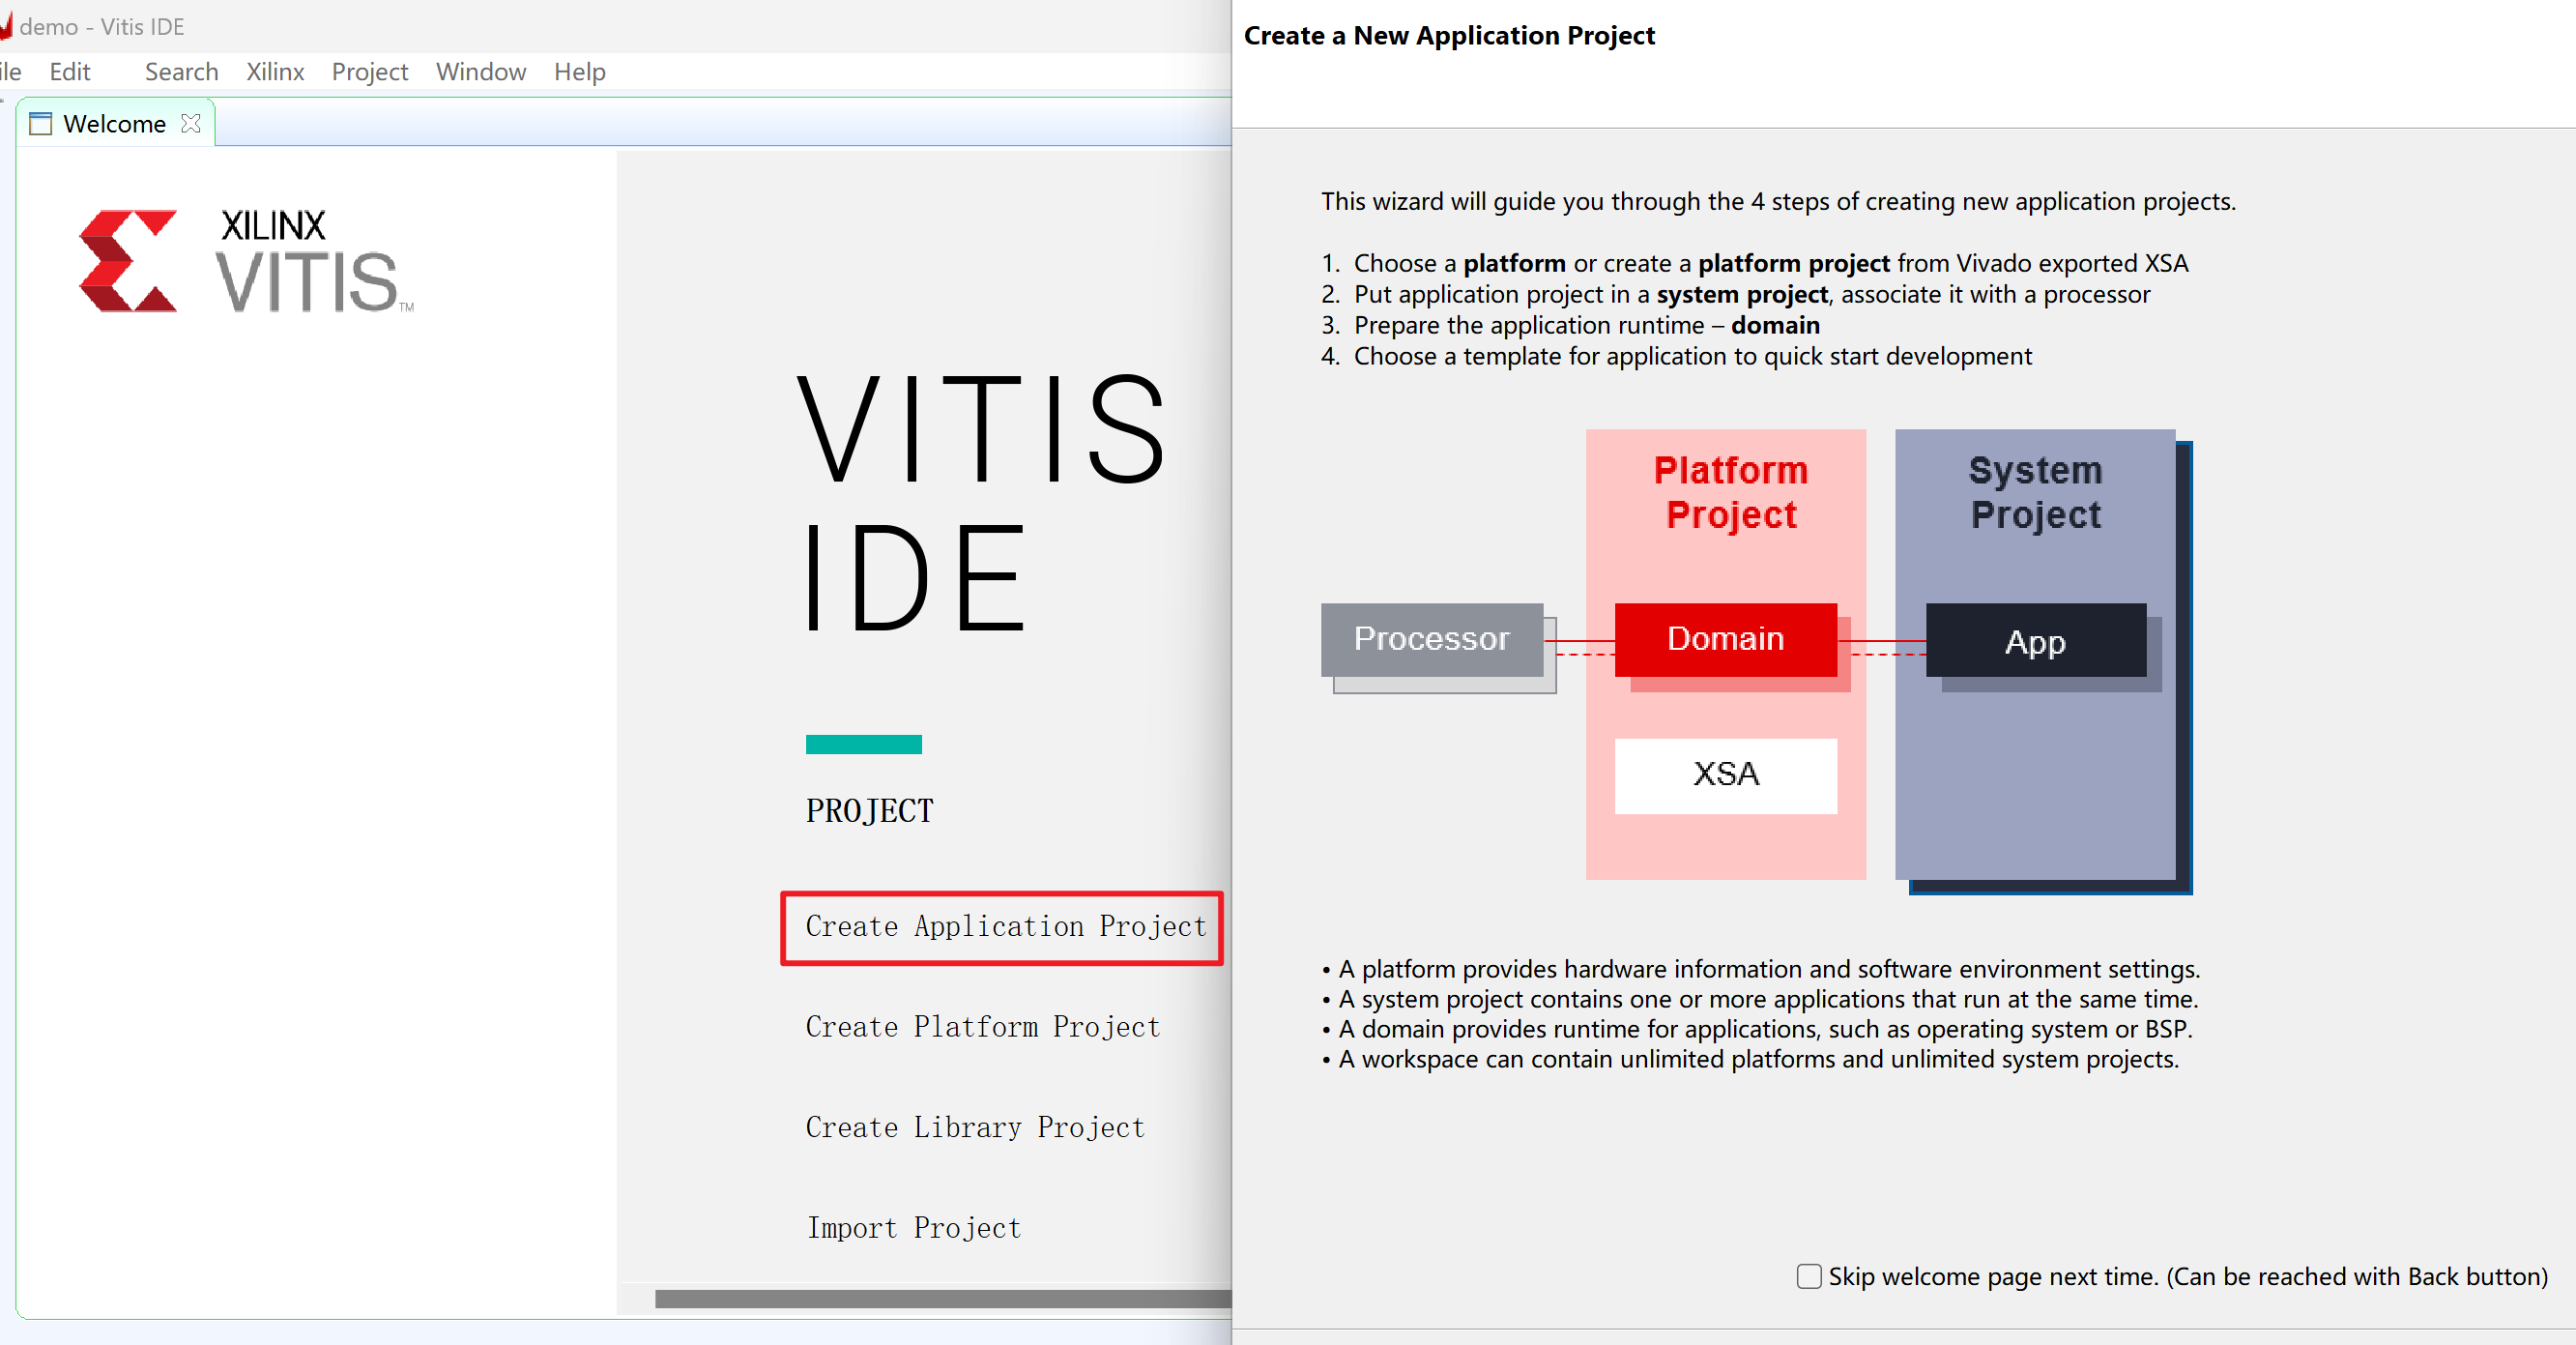 demo - Vitis IDE
ile Edit Search Xilinx Project Window Help
Welcome
XILINX
VITIS™
VITIS
IDE
PROJECT
Create Application Project
Create Platform Project
Create Library Project
Import Project
Create a New Application Project
This wizard will guide you through the 4 steps of creating new application projects.
1. Choose a platform or create a platform project from Vivado exported XSA
2. Put application project in a system project, associate it with a processor
3. Prepare the application runtime – domain
4. Choose a template for application to quick start development
Platform
Project
System
Project
Processor
Domain
App
XSA
• A platform provides hardware information and software environment settings.
• A system project contains one or more applications that run at the same time.
• A domain provides runtime for applications, such as operating system or BSP.
• A workspace can contain unlimited platforms and unlimited system projects.
Skip welcome page next time. (Can be reached with Back button)